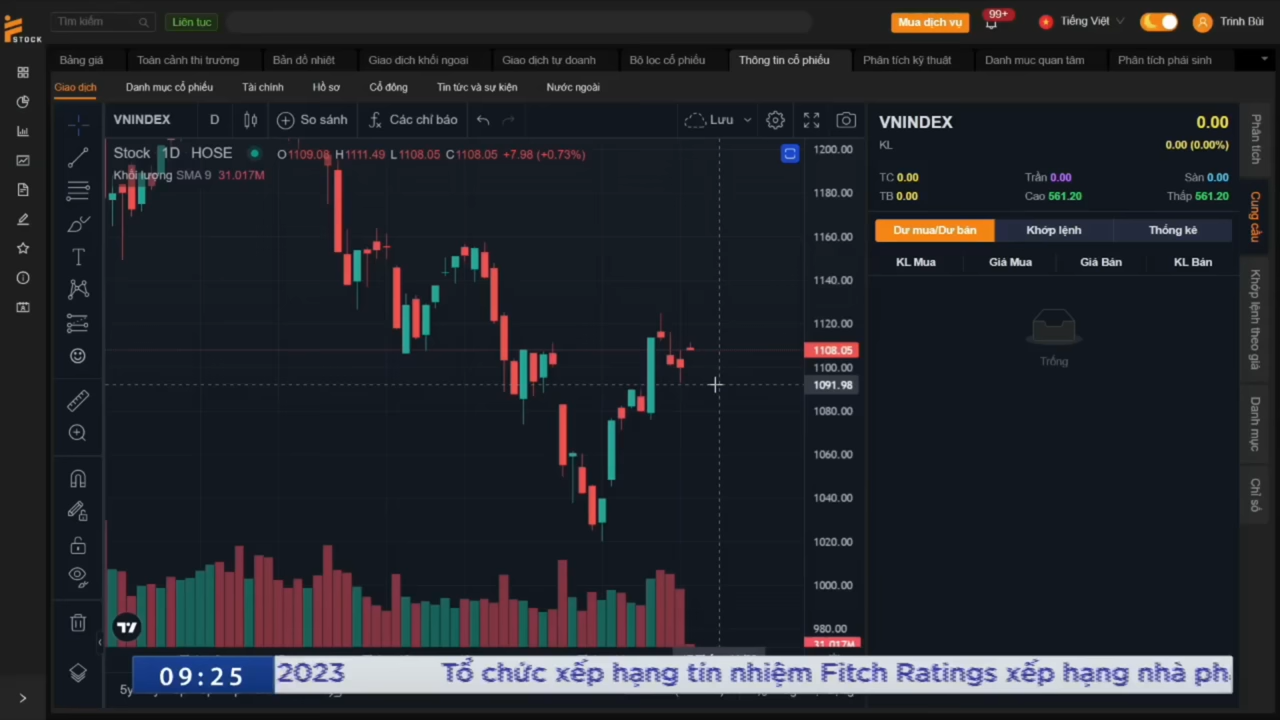 STOCK
Tìm kiếm
Liên tục
Mua dịch vụ
99+
Tiếng Việt
Trinh Bùi
Bảng giá
Toàn cảnh thị trường
Bản đồ nhiệt
Giao dịch khối ngoại
Giao dịch tự doanh
Bộ lọc cổ phiếu
Thông tin cổ phiếu
Phân tích kỹ thuật
Danh mục quan tâm
Phân tích phái sinh
Giao dịch
Danh mục cổ phiếu
Tài chính
Hồ sơ
Cổ đông
Tin tức và sự kiện
Nước ngoài
VNINDEX
D
So sánh
Các chỉ báo
Lưu
Stock 1D HOSE
O1109.08 H1111.49 L1108.05 C1108.05 +7.98 (+0.73%)
Khối lượng SMA 9 31.017M
1200.00
1180.00
1160.00
1140.00
1120.00
1108.05
1100.00
1091.98
1080.00
1060.00
1040.00
1020.00
1000.00
980.00
31.017M
VNINDEX
0.00
KL
0.00 (0.00%)
TC 0.00
Trần 0.00
Sàn 0.00
TB 0.00
Cao 561.20
Thấp 561.20
Dư mua/Dư bán
Khớp lệnh
Thống kê
KL Mua
Giá Mua
Giá Bán
KL Bán
Trống
Phân tích
Cung cầu
Khớp lệnh theo giá
Danh mục
Chỉ số
09:25
2023
Tổ chức xếp hạng tín nhiệm Fitch Ratings xếp hạng nhà ph